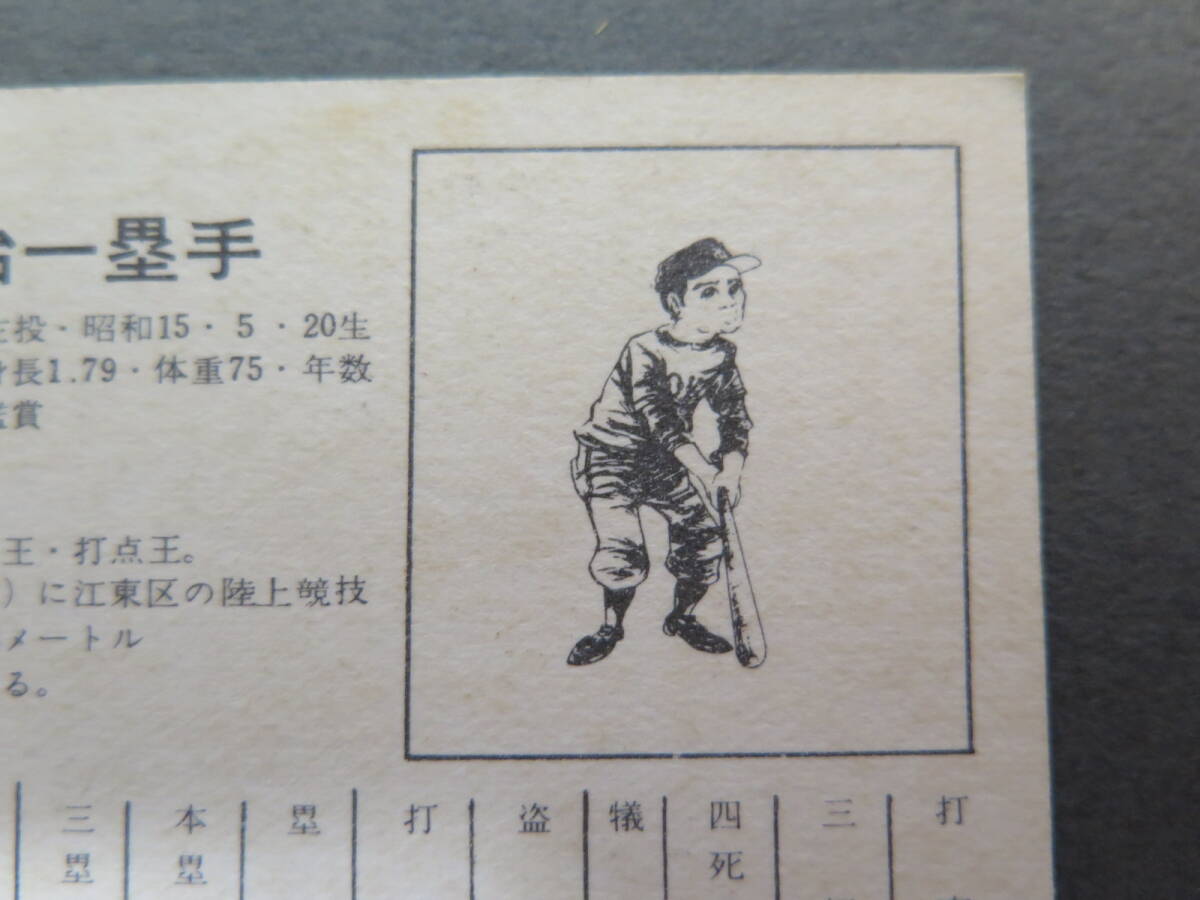 治一塁手
左投・昭和15・5・20生
身長1.79・体重75・年数
鑑賞
王・打点王。
）に江東区の陸上競技
メートル
る。
三塁
本塁
塁
打
盗
犠
四死
三
打